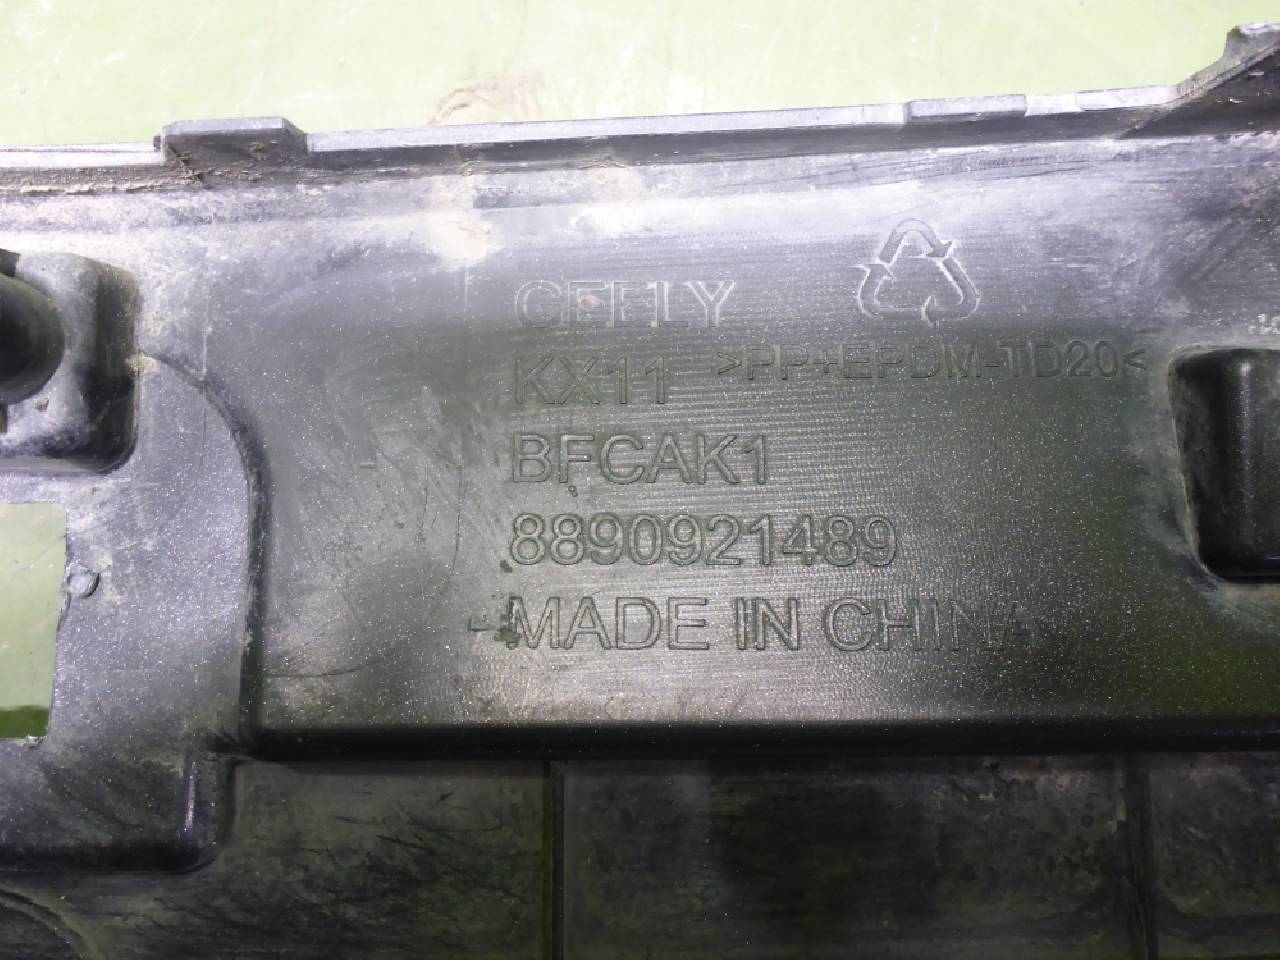 GEELY
KX11 >PP+EPDM-TD20<
BFCAK1
8890921489
MADE IN CHINA